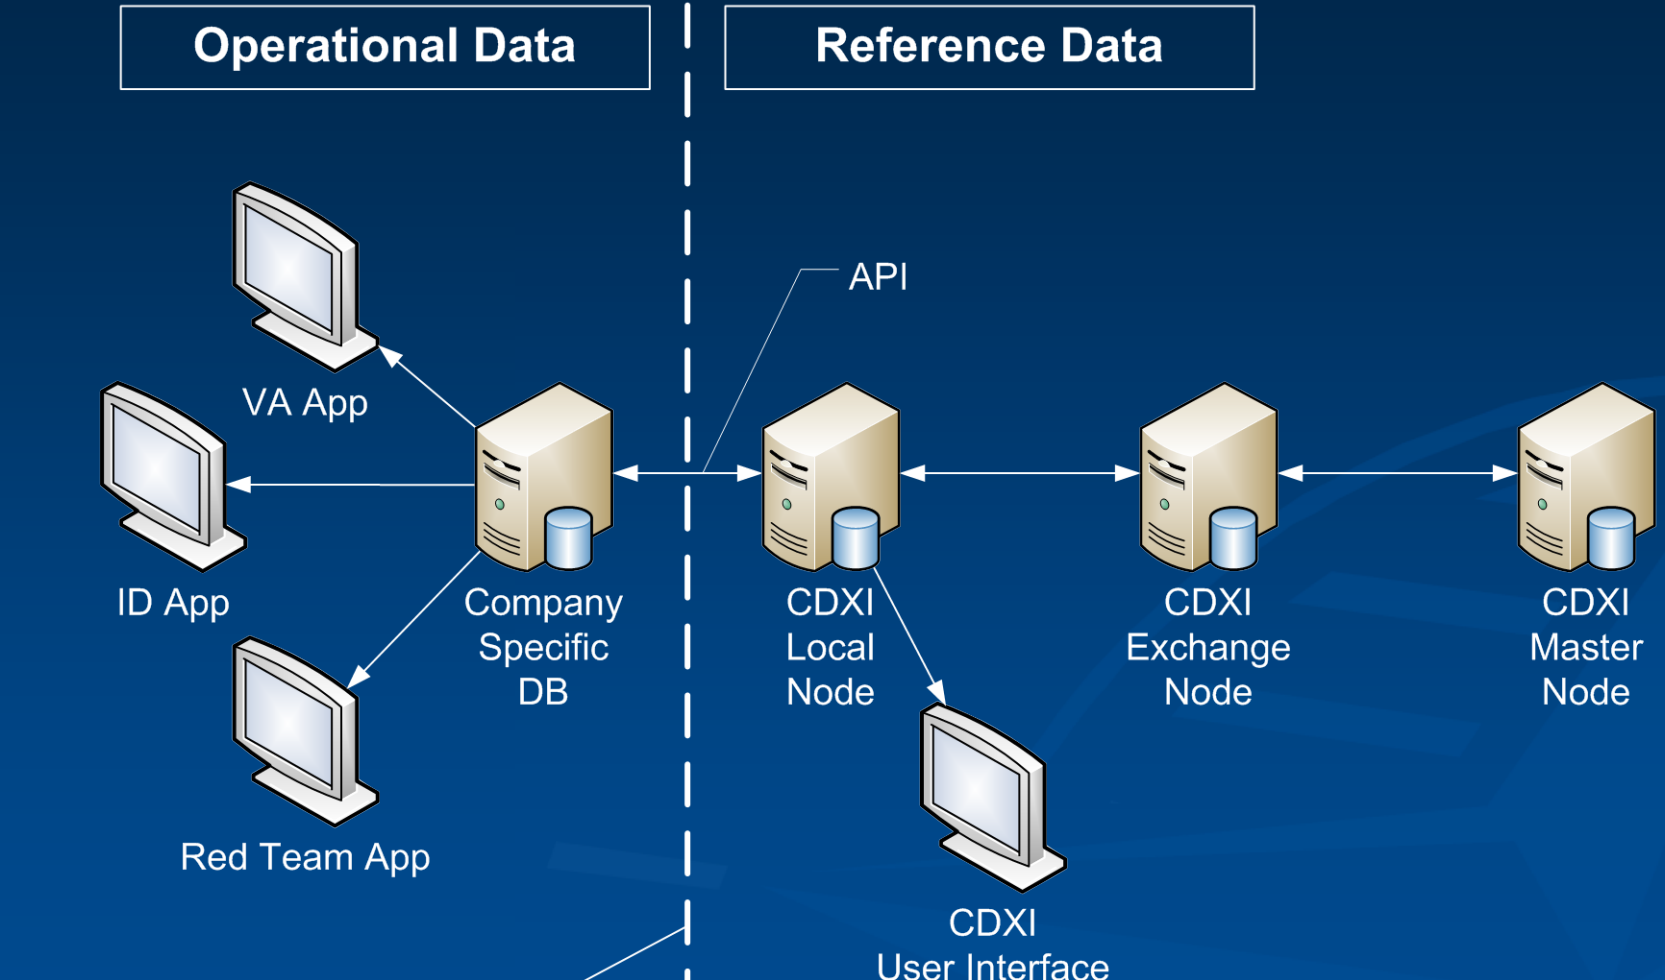 Operational Data
Reference Data
API
VA App
ID App
Company
Specific
DB
CDXI
Local
Node
CDXI
Exchange
Node
CDXI
Master
Node
Red Team App
CDXI
User Interface